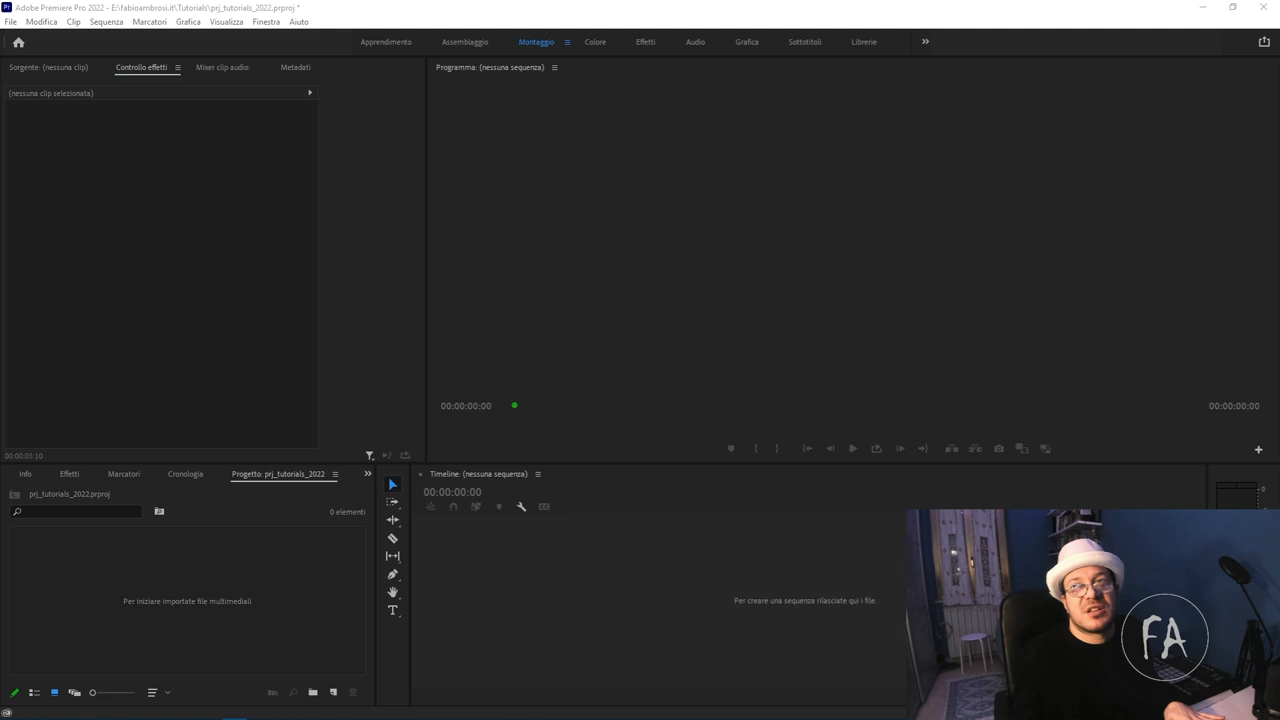 Adobe Premiere Pro 2022 - E:\fabioambrosi.it\Tutorials\prj_tutorials_2022.prproj *
File Modifica Clip Sequenza Marcatori Grafica Visualizza Finestra Aiuto
Apprendimento Assemblaggio Montaggio Colore Effetti Audio Grafica Sottotitoli Librerie
Sorgente: (nessuna clip) Controllo effetti Mixer clip audio: Metadati
Programma: (nessuna sequenza)
(nessuna clip selezionata)
00:00:00:00
00:00:00:00
00:00:03:10
Info Effetti Marcatori Cronologia Progetto: prj_tutorials_2022
Timeline: (nessuna sequenza)
prj_tutorials_2022.prproj
00:00:00:00
0 elementi
0
Per iniziare importate file multimediali
Per creare una sequenza rilasciate qui i file.
FA